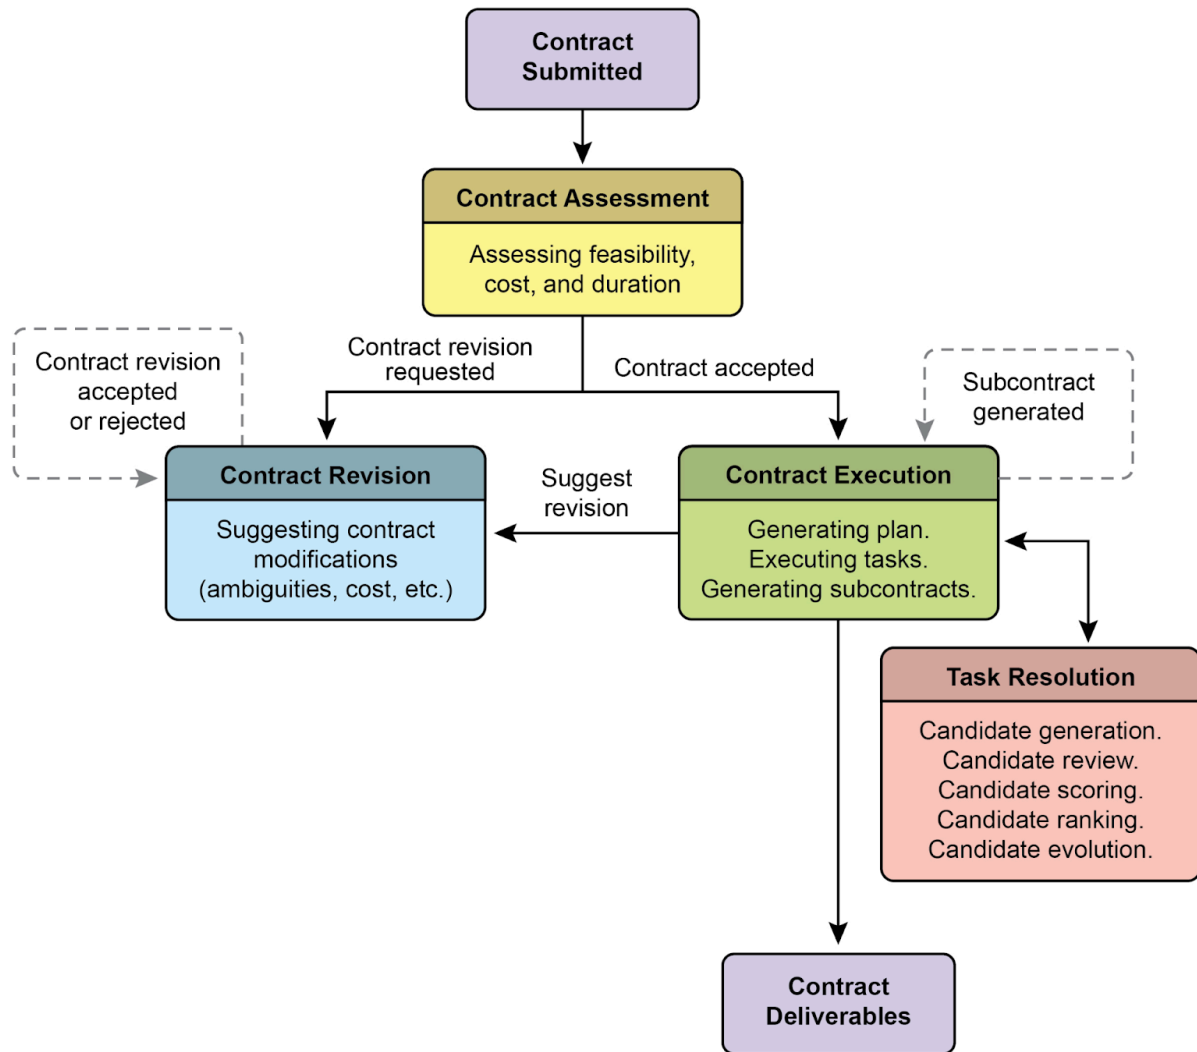 Contract
Submitted
Contract Assessment
Assessing feasibility,
cost, and duration
Contract revision
requested
Contract accepted
Contract revision
accepted
or rejected
Subcontract
generated
Contract Revision
Suggesting contract
modifications
(ambiguities, cost, etc.)
Suggest
revision
Contract Execution
Generating plan.
Executing tasks.
Generating subcontracts.
Task Resolution
Candidate generation.
Candidate review.
Candidate scoring.
Candidate ranking.
Candidate evolution.
Contract
Deliverables